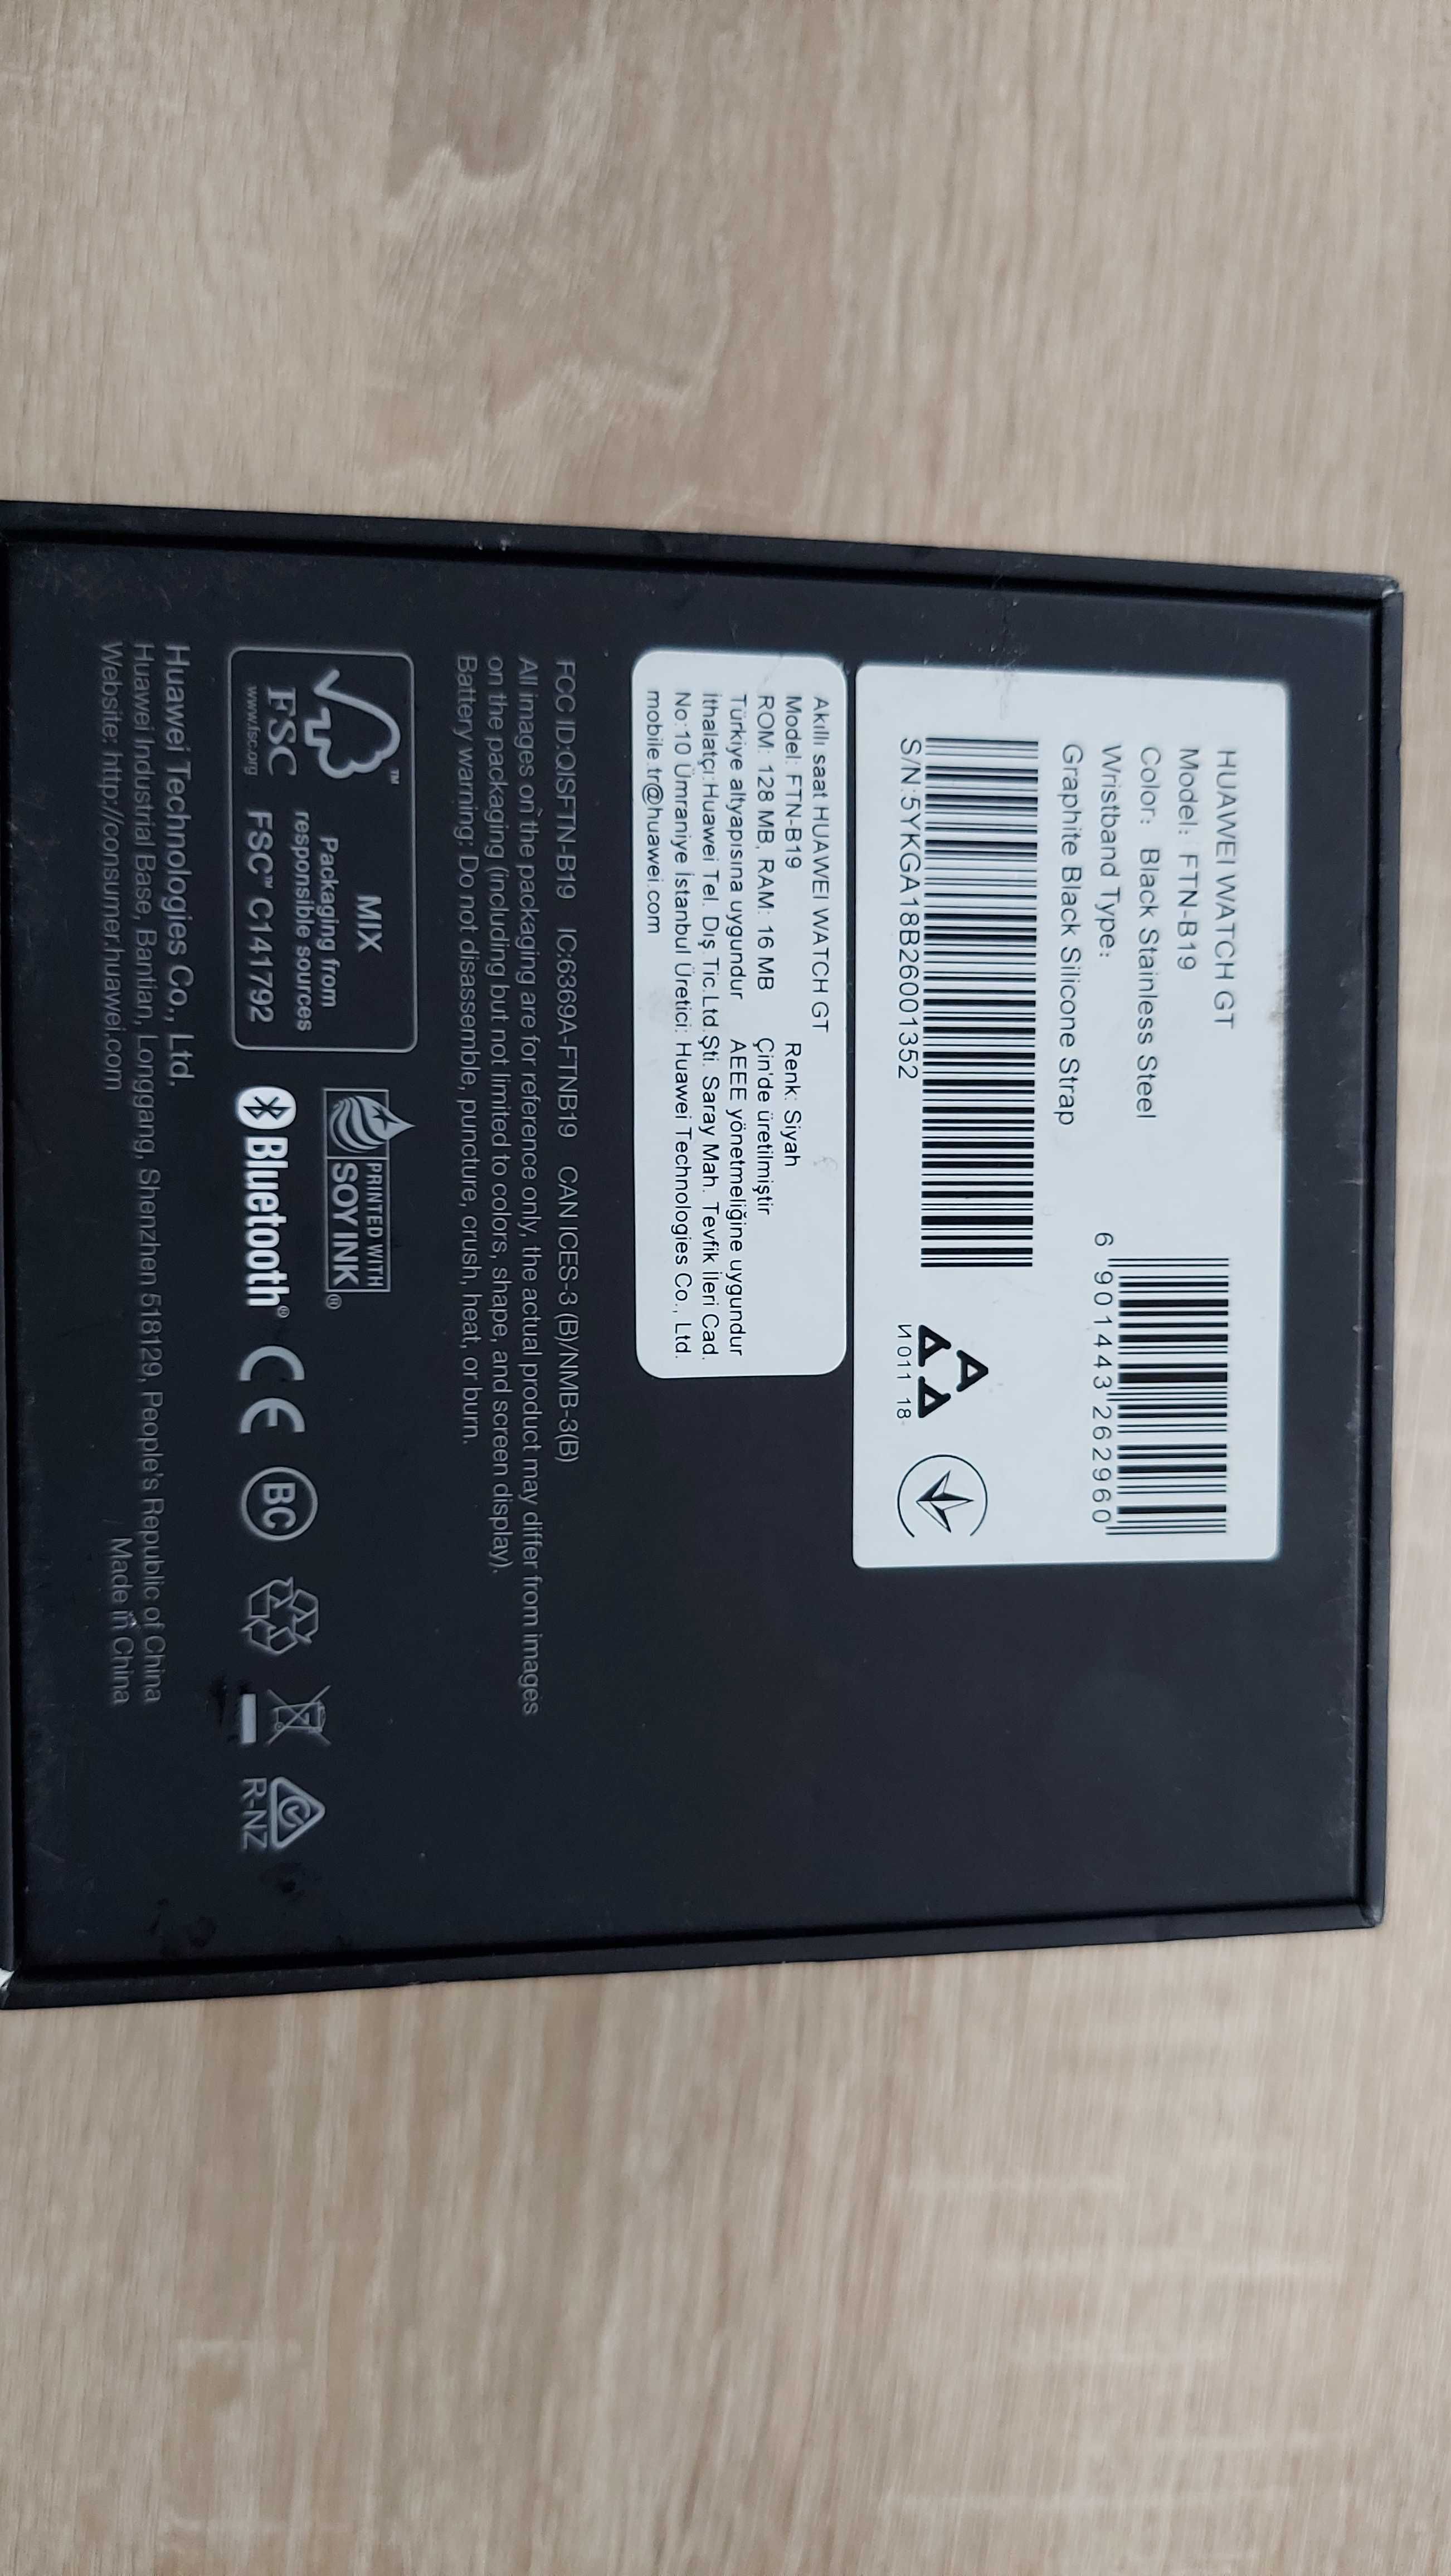 HUAWEI WATCH GT
Model: FTN-B19
Color: Black Stainless Steel
Wristband Type:
Graphite Black Silicone Strap
6 901443 262960
S/N:5YKGA18B26001352
И011 18
Akıllı saat HUAWEI WATCH GT
Model: FTN-B19 Renk: Siyah
ROM: 128 MB, RAM: 16 MB Çin'de üretilmiştir
Türkiye altyapısına uygundur AEEE yönetmeliğine uygundur
İthalatçı:Huawei Tel. Dış Tic.Ltd.Şti. Saray Mah. Tevfik İleri Cad.
No:10 Ümraniye İstanbul Üretici: Huawei Technologies Co., Ltd.
mobile.tr@huawei.com
FCC ID:QISFTN-B19 IC:6369A-FTNB19 CAN ICES-3 (B)/NMB-3(B)
All images on the packaging are for reference only, the actual product may differ from images
on the packaging (including but not limited to colors, shape, and screen display).
Battery warning: Do not disassemble, puncture, crush, heat, or burn.
MIX
Packaging from
responsible sources
FSC™ C141792
FSC
www.fsc.org
PRINTED WITH
SOY INK®
Bluetooth® CE BC R-NZ
Huawei Technologies Co., Ltd.
Huawei Industrial Base, Bantian, Longgang, Shenzhen 518129, People's Republic of China
Website: http://consumer.huawei.com Made in China